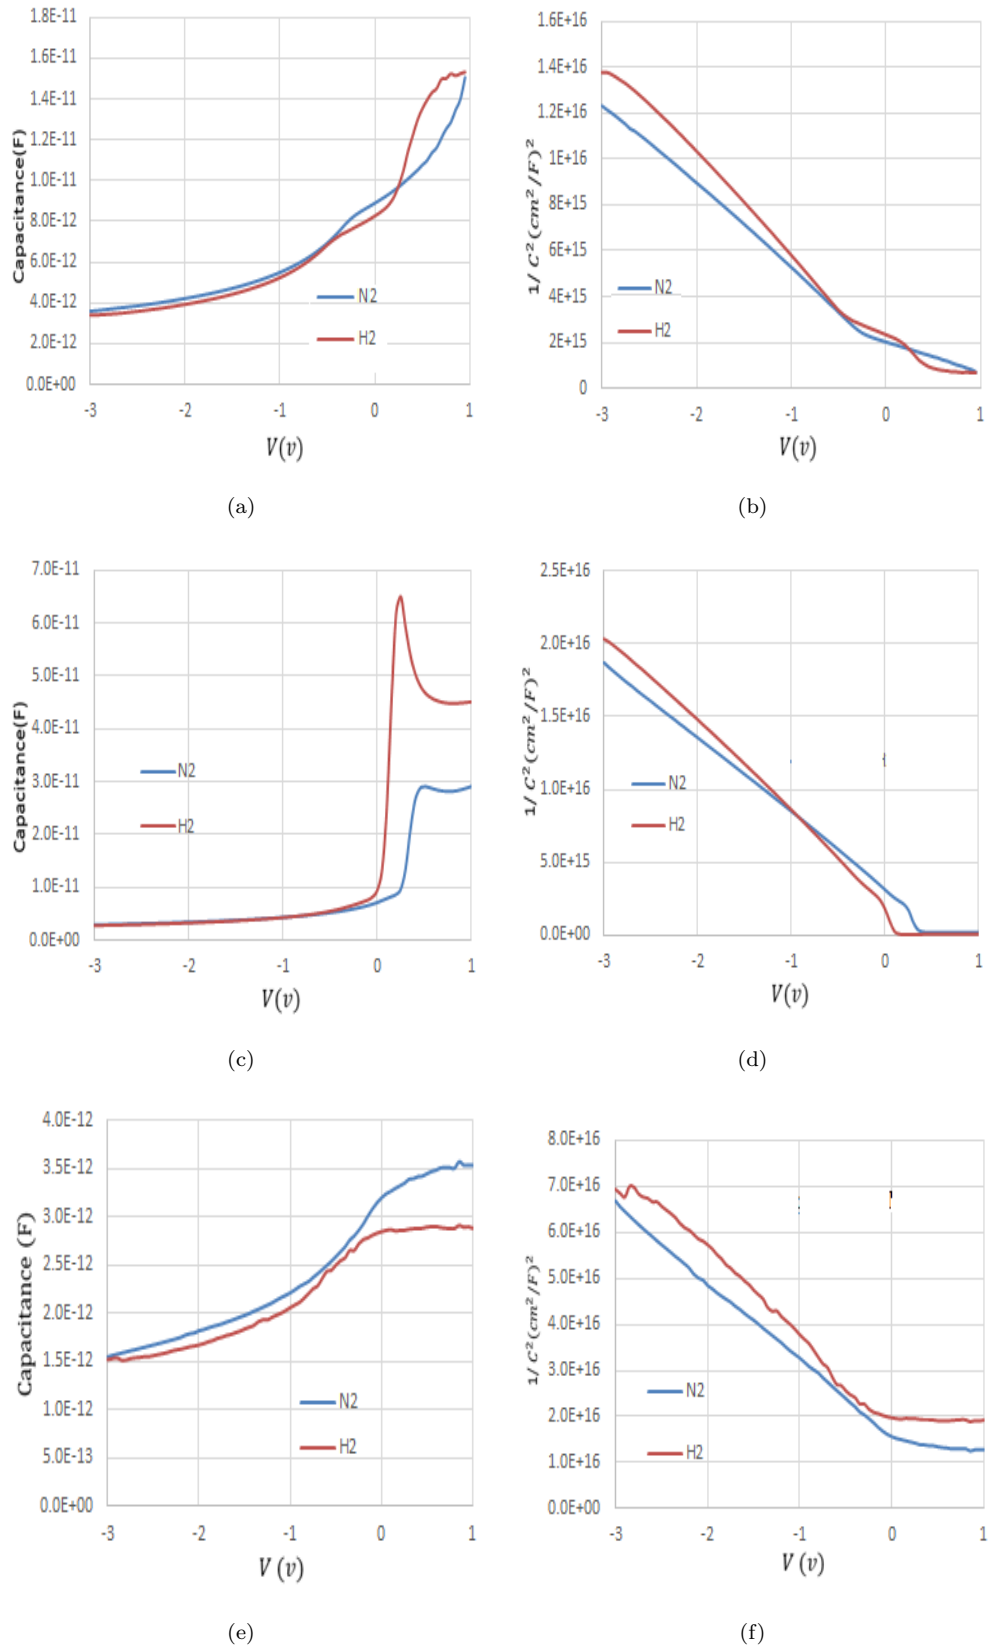 1.8E-11
1.6E-11
1.4E-11
1.2E-11
1.0E-11
8.0E-12
6.0E-12
4.0E-12
2.0E-12
0.0E+00
Capacitance(F)
N2
H2
-3 -2 -1 0 1
V(v)
(a)
1.6E+16
1.4E+16
1.2E+16
1E+16
8E+15
6E+15
4E+15
2E+15
0
1/ C² (cm²/F)²
N2
H2
-3 -2 -1 0 1
V(v)
(b)
7.0E-11
6.0E-11
5.0E-11
4.0E-11
3.0E-11
2.0E-11
1.0E-11
0.0E+00
Capacitance(F)
N2
H2
-3 -2 -1 0 1
V(v)
(c)
2.5E+16
2.0E+16
1.5E+16
1.0E+16
5.0E+15
0.0E+00
1/ C²(cm²/F)²
N2
H2
-3 -2 -1 0 1
V(v)
(d)
4.0E-12
3.5E-12
3.0E-12
2.5E-12
2.0E-12
1.5E-12
1.0E-12
5.0E-13
0.0E+00
Capacitance (F)
N2
H2
-3 -2 -1 0 1
V (v)
(e)
8.0E+16
7.0E+16
6.0E+16
5.0E+16
4.0E+16
3.0E+16
2.0E+16
1.0E+16
0.0E+00
1/ C²(cm²/F)²
N2
H2
-3 -2 -1 0 1
V (v)
(f)